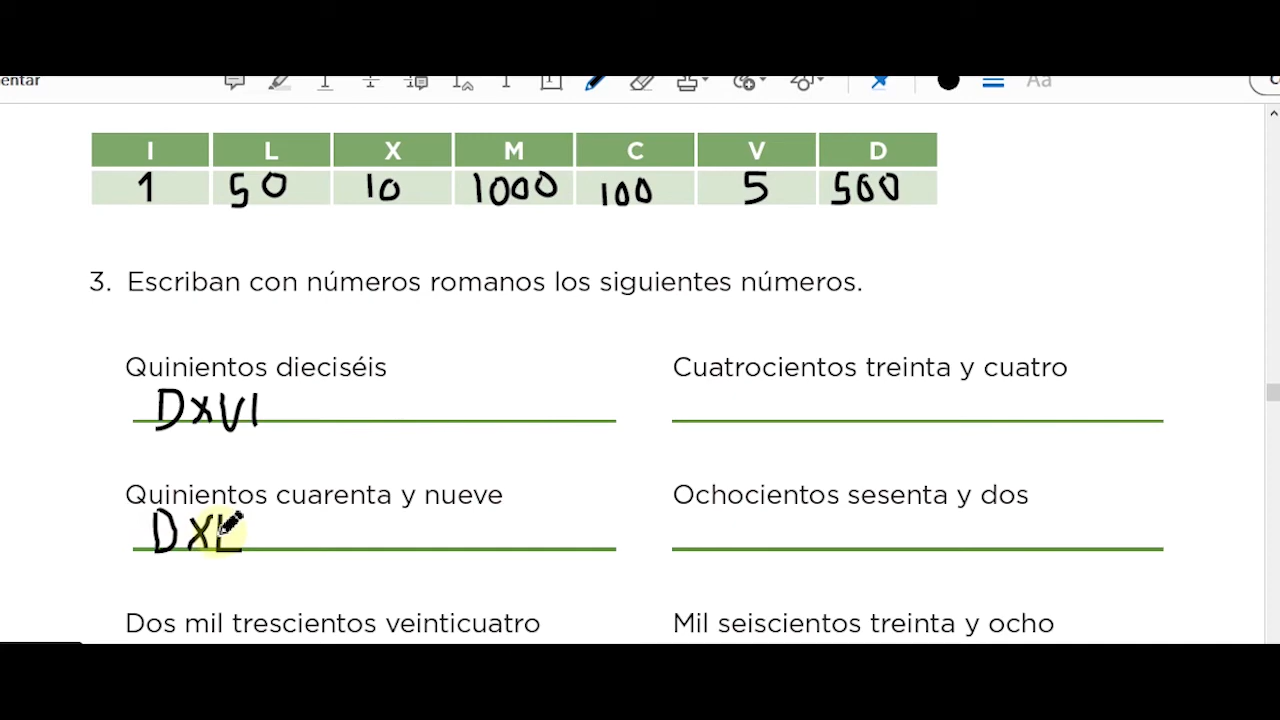 entar
Aa
I L X M C V D
1 50 10 1000 100 5 500
3. Escriban con números romanos los siguientes números.
Quinientos dieciséis Cuatrocientos treinta y cuatro
DXVI
Quinientos cuarenta y nueve Ochocientos sesenta y dos
DXL
Dos mil trescientos veinticuatro Mil seiscientos treinta y ocho